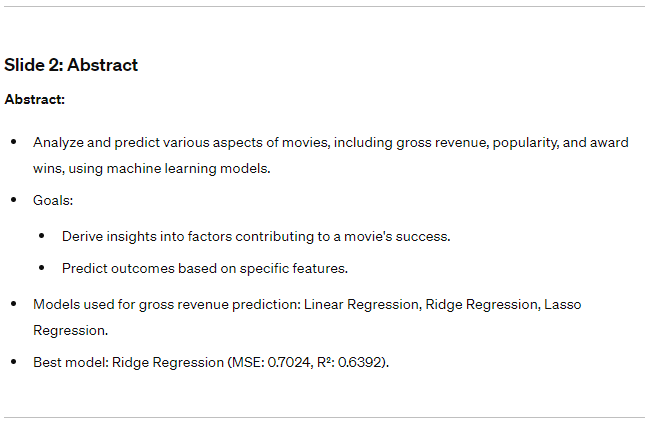 Slide 2: Abstract
Abstract:
• Analyze and predict various aspects of movies, including gross revenue, popularity, and award
wins, using machine learning models.
• Goals:
• Derive insights into factors contributing to a movie's success.
• Predict outcomes based on specific features.
• Models used for gross revenue prediction: Linear Regression, Ridge Regression, Lasso
Regression.
• Best model: Ridge Regression (MSE: 0.7024, R²: 0.6392).